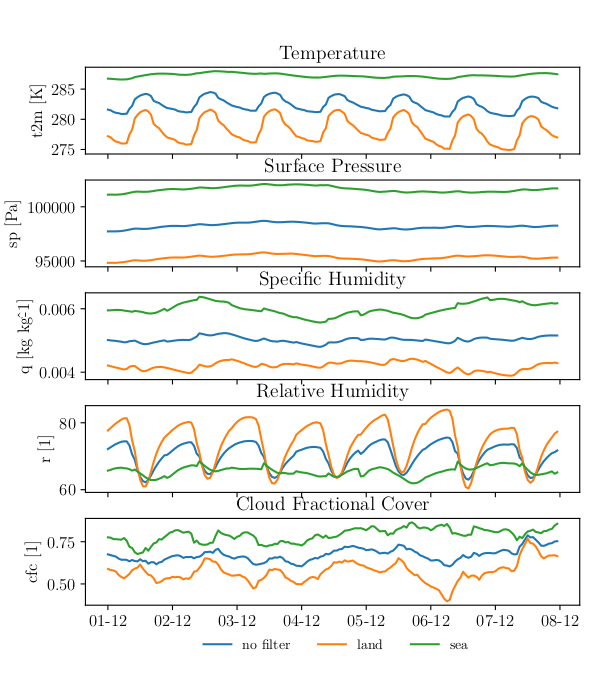 Temperature
t2m [K]
285
280
275
Surface Pressure
sp [Pa]
100000
95000
Specific Humidity
q [kg kg^-1]
0.006
0.004
Relative Humidity
r [1]
80
60
Cloud Fractional Cover
cfc [1]
0.75
0.50
01-12 02-12 03-12 04-12 05-12 06-12 07-12 08-12
no filter land sea